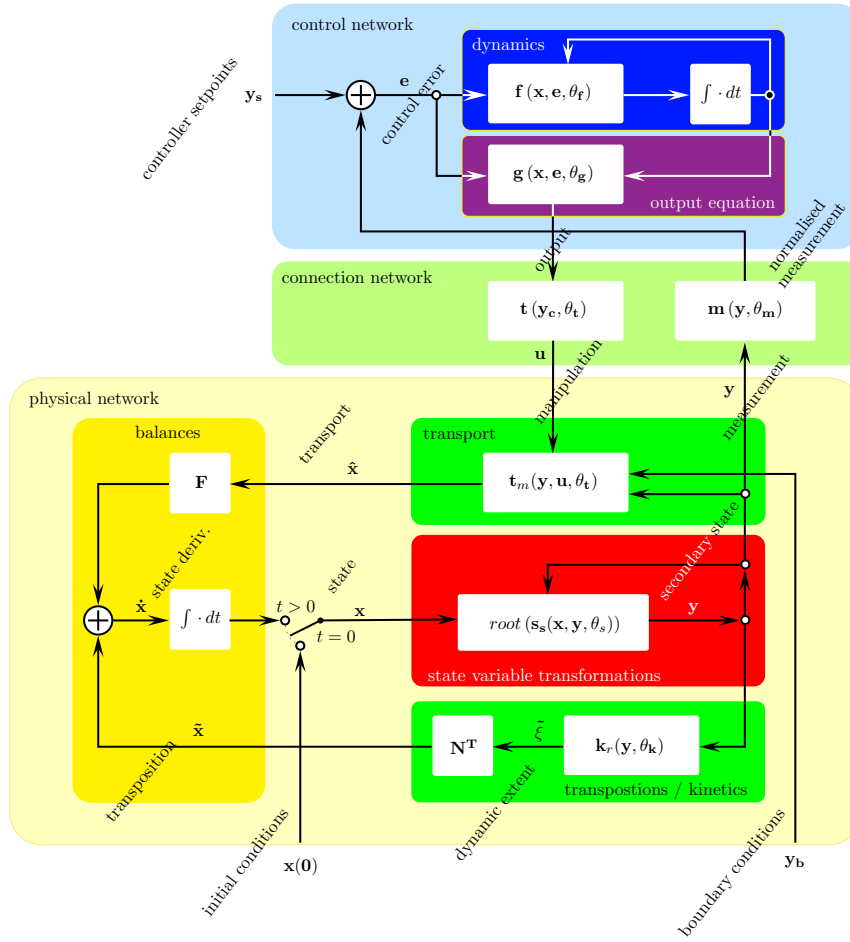 control network
dynamics
controller setpoints
y_s
e
control error
f (x, e, θ_f)
∫ · dt
g (x, e, θ_g)
output equation
output
normalised
measurement
connection network
t (y_c, θ_t)
m (y, θ_m)
u
manipulation
y
measurement
physical network
balances
transport
transport
F
x̂
t_m(y, u, θ_t)
state deriv.
ẋ
∫ · dt
t > 0
t = 0
state
x
root (s_s(x, y, θ_s))
y
secondary state
state variable transformations
x̃
transposition
N^T
ξ̃
k_r(y, θ_k)
transpostions / kinetics
dynamic extent
initial conditions
x(0)
boundary conditions
y_b